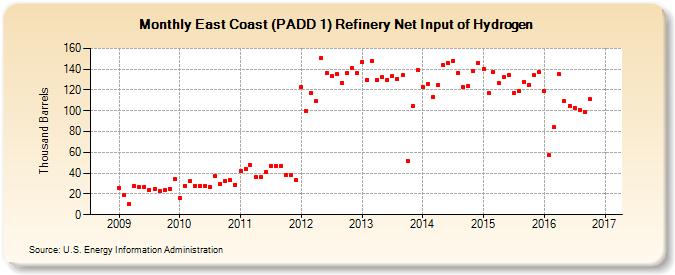 Monthly East Coast (PADD 1) Refinery Net Input of Hydrogen
Thousand Barrels
160
140
120
100
80
60
40
20
0
2009 2010 2011 2012 2013 2014 2015 2016 2017
Source: U.S. Energy Information Administration